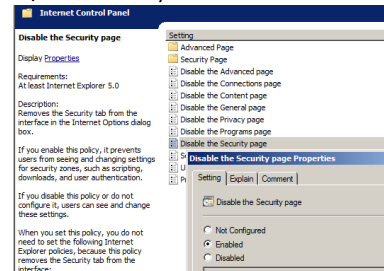 Internet Control Panel
Disable the Security page
Display Properties
Requirements:
At least Internet Explorer 5.0
Description:
Removes the Security tab from the
interface in the Internet Options dialog
box.
If you enable this policy, it prevents
users from seeing and changing settings
for security zones, such as scripting,
downloads, and user authentication.
If you disable this policy or do not
configure it, users can see and change
these settings.
When you set this policy, you do not
need to set the following Internet
Explorer policies, because this policy
removes the Security tab from the
interface:
Setting
Advanced Page
Security Page
Disable the Advanced page
Disable the Connections page
Disable the Content page
Disable the General page
Disable the Privacy page
Disable the Programs page
Disable the Security page
Disable the Security page Properties
Setting Explain Comment
Disable the Security page
Not Configured
Enabled
Disabled